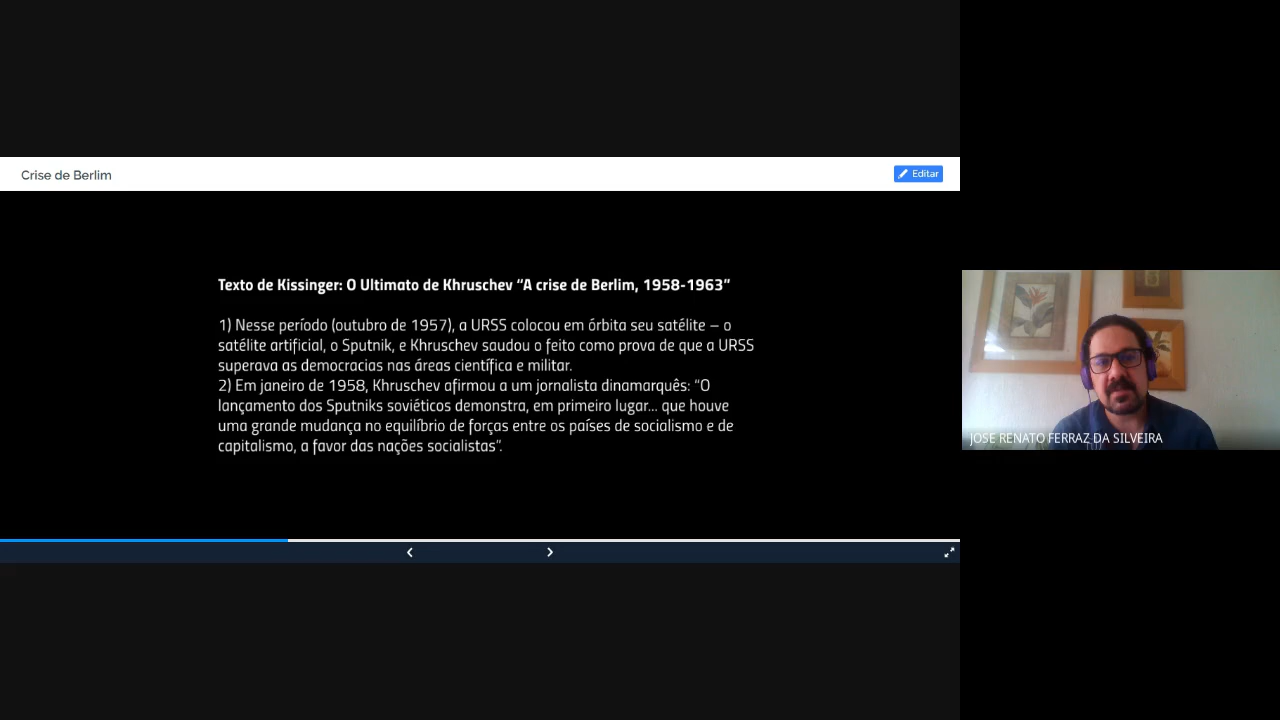 Crise de Berlim
Editar
Texto de Kissinger: O Ultimato de Khruschev “A crise de Berlim, 1958-1963”
1) Nesse período (outubro de 1957), a URSS colocou em órbita seu satélite – o
satélite artificial, o Sputnik, e Khruschev saudou o feito como prova de que a URSS
superava as democracias nas áreas científica e militar.
2) Em janeiro de 1958, Khruschev afirmou a um jornalista dinamarquês: “O
lançamento dos Sputniks soviéticos demonstra, em primeiro lugar... que houve
uma grande mudança no equilíbrio de forças entre os países de socialismo e de
capitalismo, a favor das nações socialistas”.
JOSE RENATO FERRAZ DA SILVEIRA